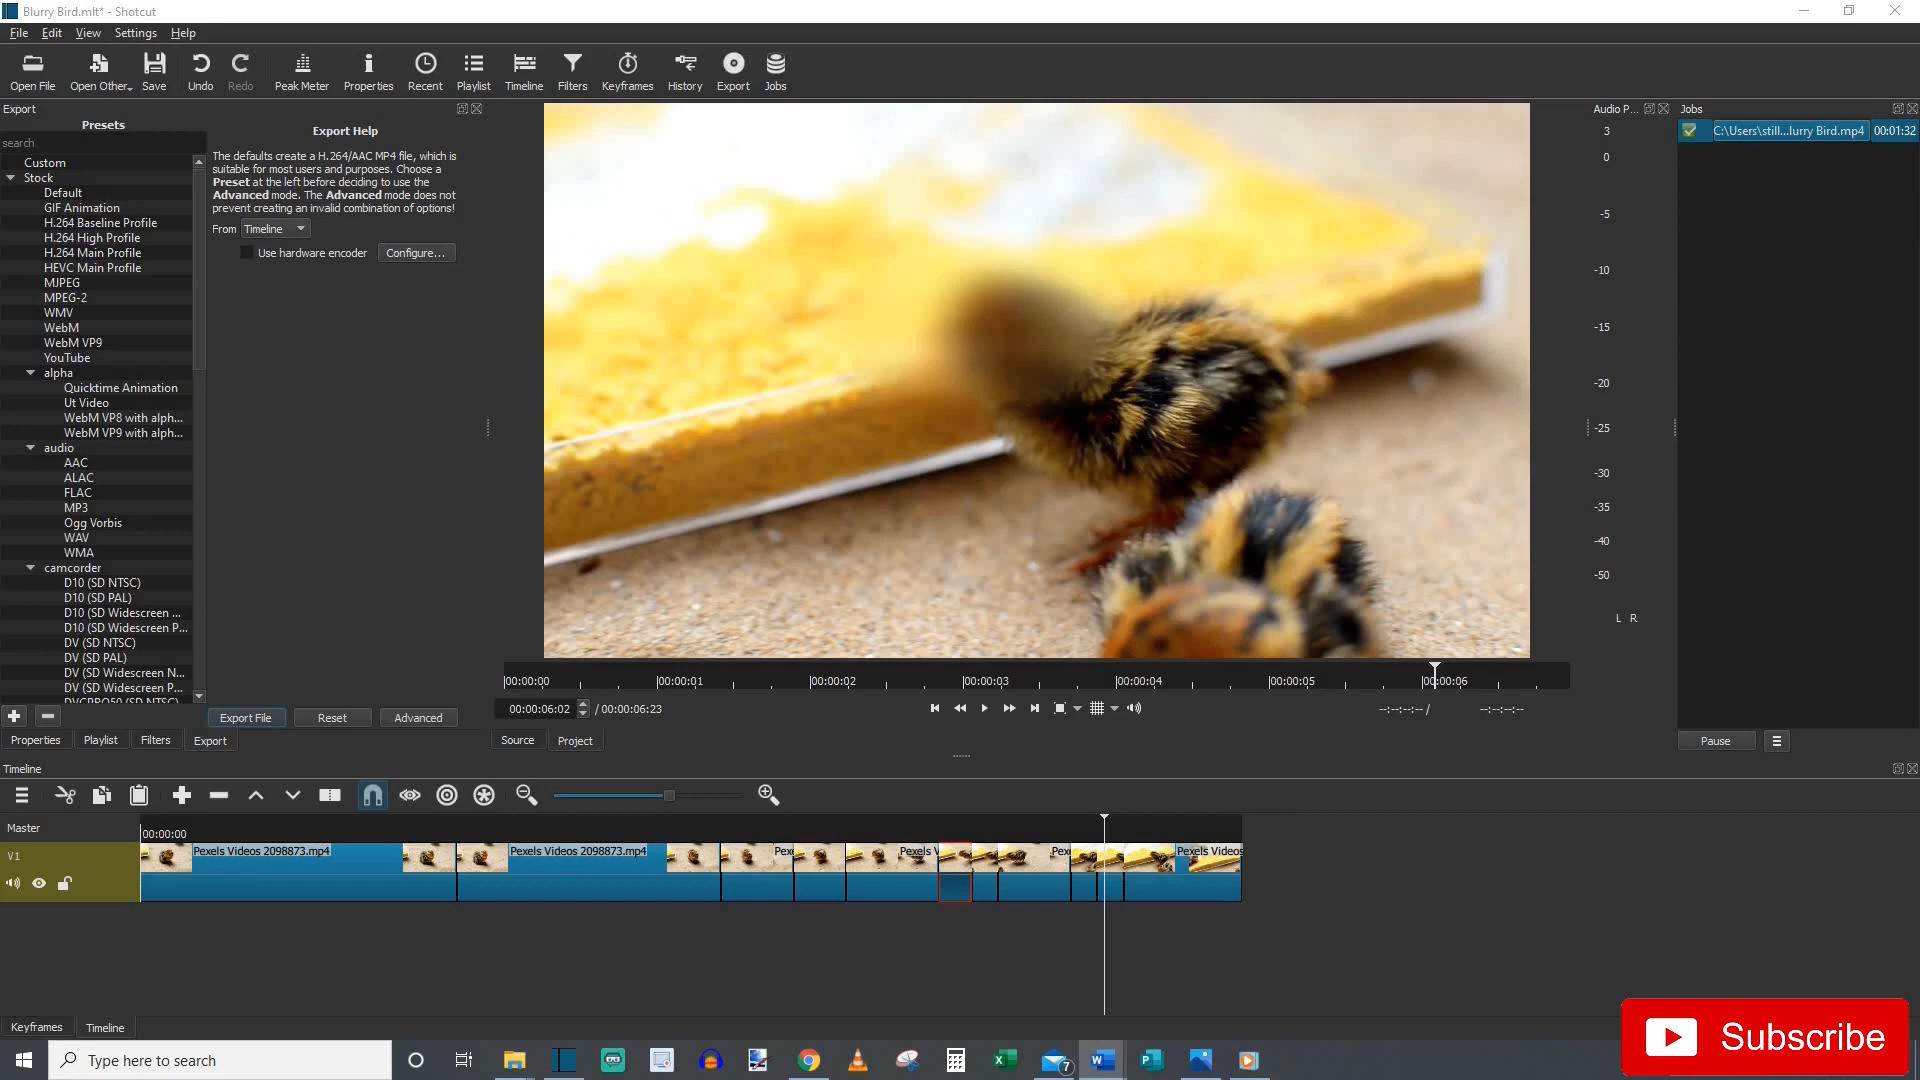 Blurry Bird.mlt* - Shotcut
File Edit View Settings Help
Open File Open Other... Save Undo Redo Peak Meter Properties Recent Playlist Timeline Filters Keyframes History Export Jobs
Export
Presets
search
Custom
Stock
Default
GIF Animation
H.264 Baseline Profile
H.264 High Profile
H.264 Main Profile
HEVC Main Profile
MJPEG
MPEG-2
WMV
WebM
WebM VP9
YouTube
alpha
Quicktime Animation
Ut Video
WebM VP8 with alph...
WebM VP9 with alph...
audio
AAC
ALAC
FLAC
MP3
Ogg Vorbis
WAV
WMA
camcorder
D10 (SD NTSC)
D10 (SD PAL)
D10 (SD Widescreen ...
D10 (SD Widescreen P...
DV (SD NTSC)
DV (SD PAL)
DV (SD Widescreen N...
DV (SD Widescreen P...
DVCPRO50 (SD NTSC)
Export Help
The defaults create a H.264/AAC MP4 file, which is
suitable for most users and purposes. Choose a
Preset at the left before deciding to use the
Advanced mode. The Advanced mode does not
prevent creating an invalid combination of options!
From Timeline
Use hardware encoder Configure...
Export File Reset Advanced
Properties Playlist Filters Export
00:00:00 00:00:01 00:00:02 00:00:03 00:00:04 00:00:05 00:00:06
00:00:06:02 / 00:00:06:23
--:--:--:-- / --:--:--:--
Source Project
Audio P...
3
0
-5
-10
-15
-20
-25
-30
-35
-40
-50
L R
Jobs
C:\Users\still...lurry Bird.mp4 00:01:32
Pause
Timeline
Master
00:00:00
V1
Pexels Videos 2098873.mp4 Pexels Videos 2098873.mp4 Pex Pexels V Pex Pexels Videos
Keyframes Timeline
Type here to search
7
Subscribe